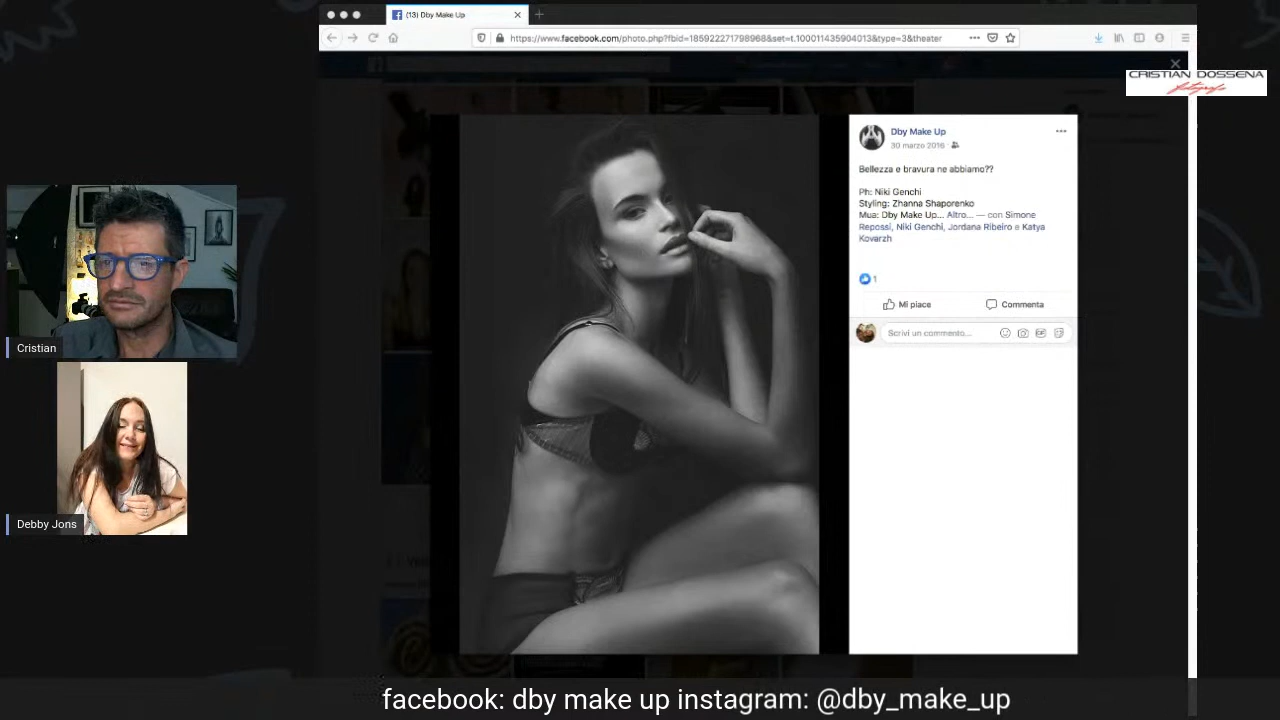 (13) Dby Make Up
https://www.facebook.com/photo.php?fbid=185922271798968&set=t.100011435904013&type=3&theater
CRISTIAN DOSSENA
fotografo
Dby Make Up
30 marzo 2016
Bellezza e bravura ne abbiamo??
Ph: Niki Genchi
Styling: Zhanna Shaporenko
Mua: Dby Make Up... Altro... — con Simone
Repossi, Niki Genchi, Jordana Ribeiro e Katya
Kovarzh
1
Mi piace
Commenta
Scrivi un commento...
GIF
Cristian
Debby Jons
facebook: dby make up instagram: @dby_make_up